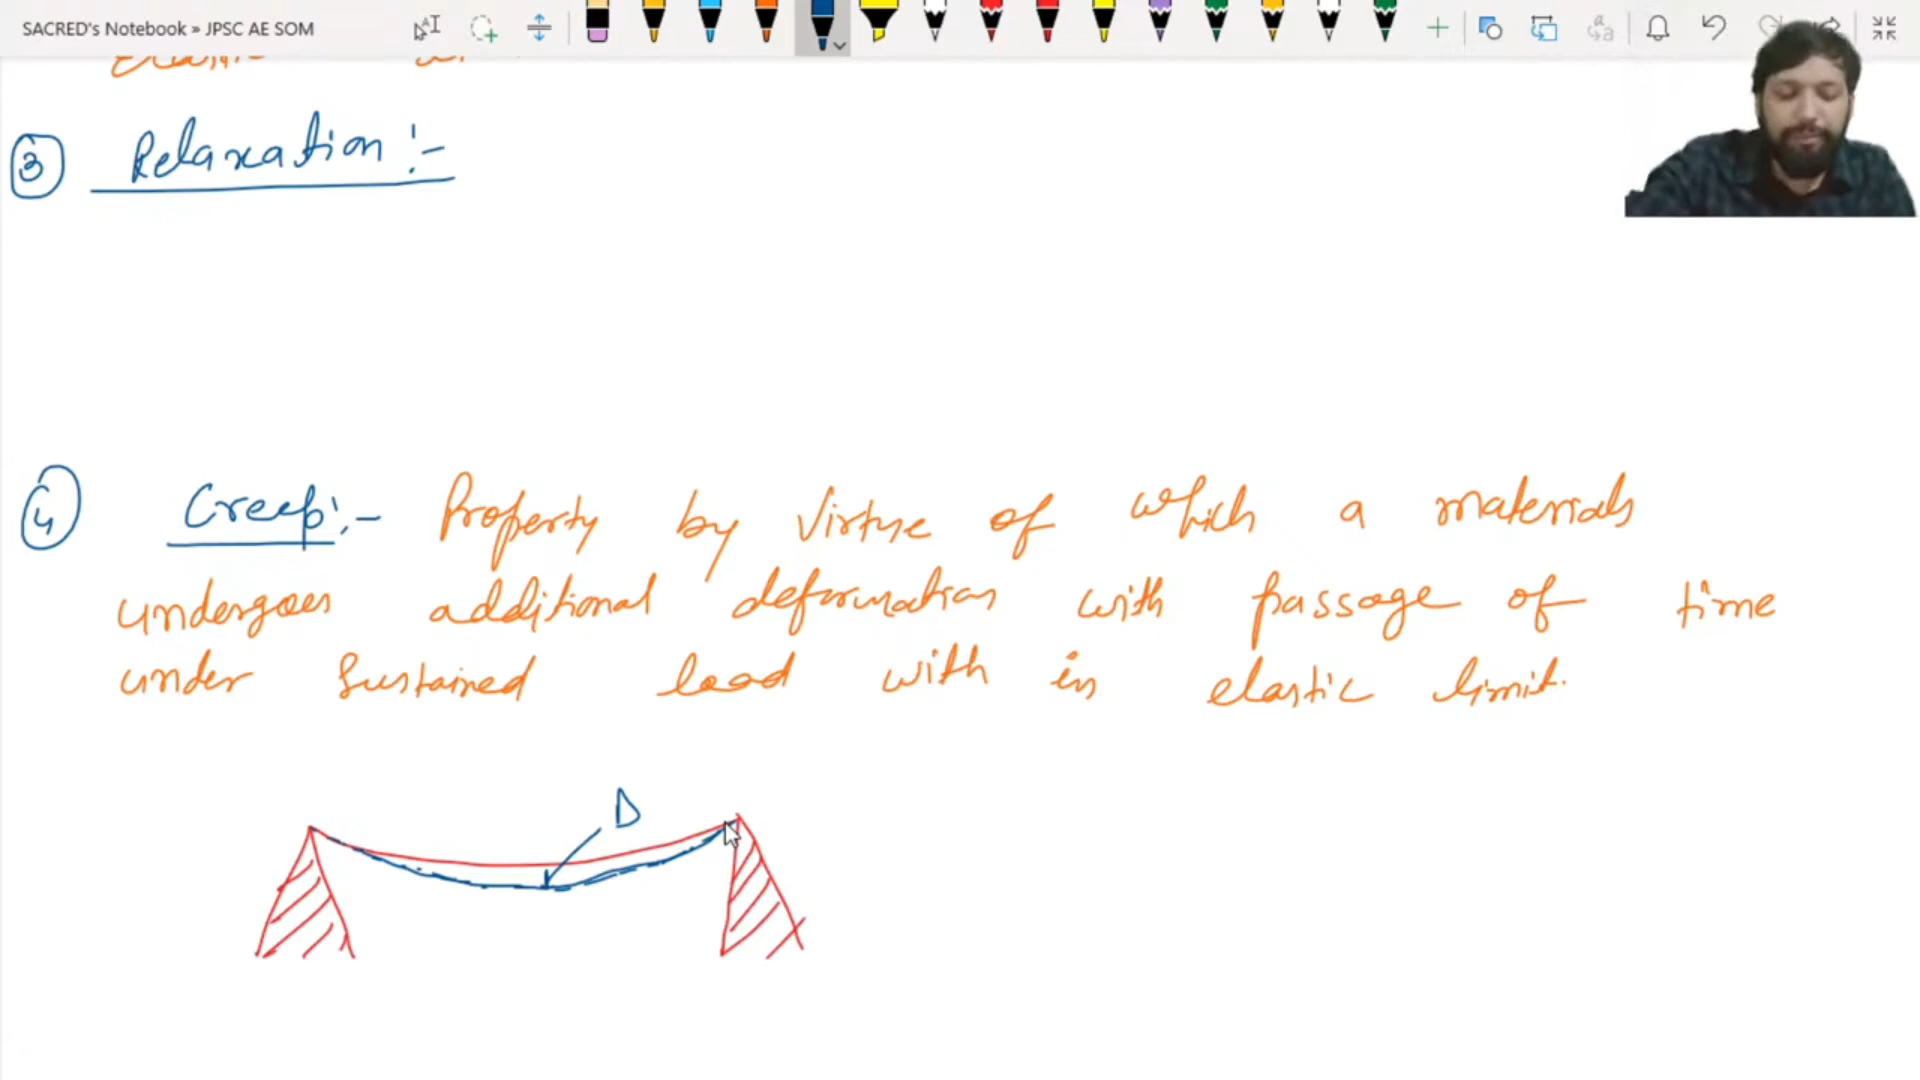 SACRED's Notebook » JPSC AE SOM
3 Relaxation :-
4 Creep :- Property by virtue of which a materials
undergoes additional deformation with passage of time
under sustained load with in elastic limit.
D